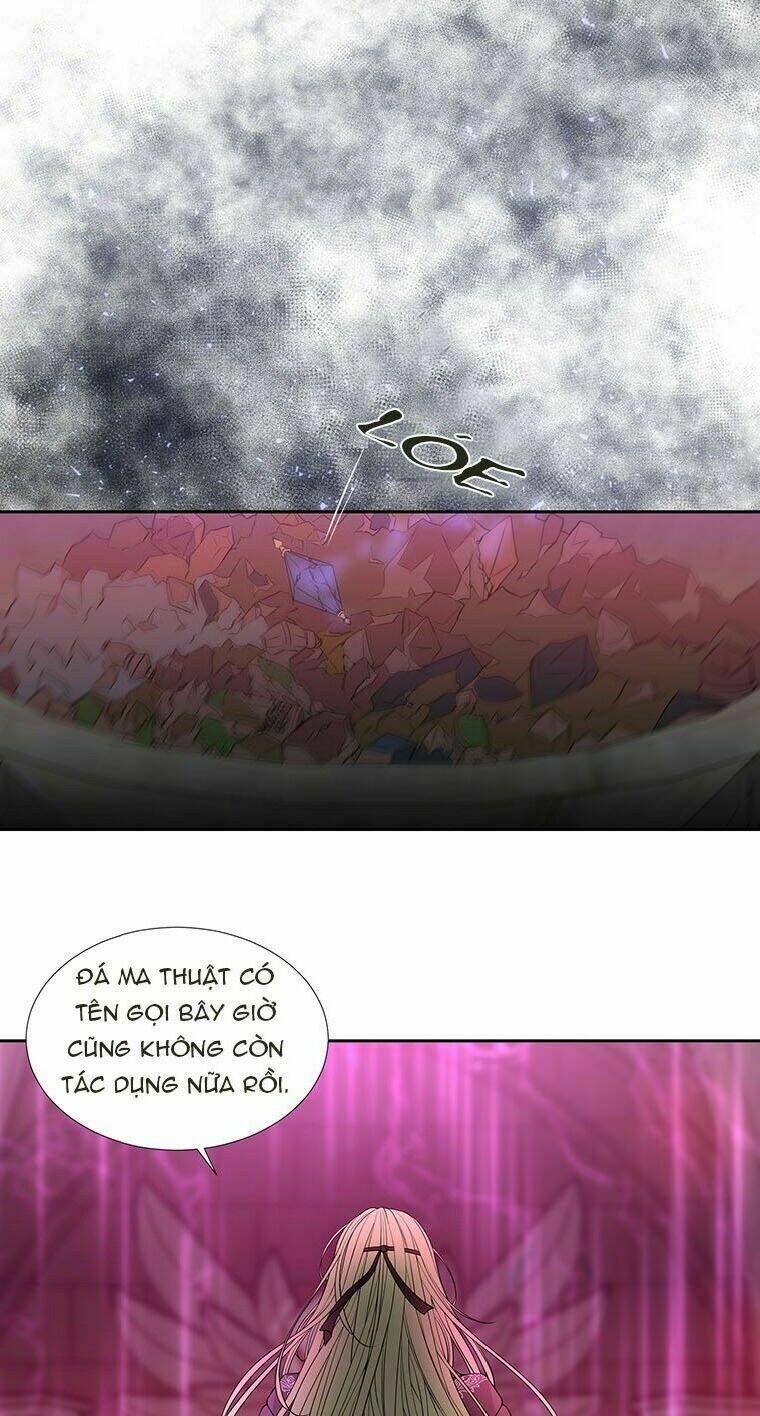 LÓE
ĐÁ MA THUẬT CÓ
TÊN GỌI BÂY GIỜ
CŨNG KHÔNG CÒN
TÁC DỤNG NỮA RỒI.